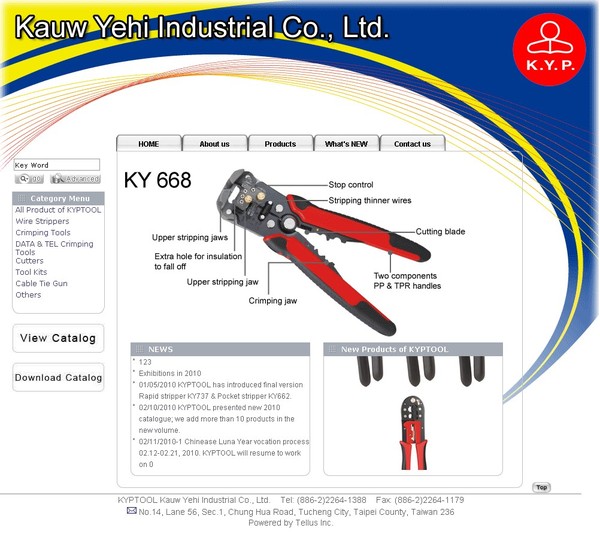 Kauw Yehi Industrial Co., Ltd.
K.Y.P.
HOME
About us
Products
What's NEW
Contact us
Key Word
go
Advanced
Category Menu
All Product of KYPTOOL
Wire Strippers
Crimping Tools
DATA & TEL Crimping
Tools
Cutters
Tool Kits
Cable Tie Gun
Others
View Catalog
Download Catalog
KY 668
Stop control
Stripping thinner wires
Cutting blade
Two components
PP & TPR handles
Upper stripping jaws
Extra hole for insulation
to fall off
Upper stripping jaw
Crimping jaw
NEWS
123
Exhibitions in 2010
01/05/2010 KYPTOOL has introduced final version
Rapid stripper KY737 & Pocket stripper KY662.
02/10/2010 KYPTOOL presented new 2010
catalogue; we add more than 10 products in the
new volume.
02/11/2010-1 Chinease Luna Year vocation process
02.12-02.21, 2010. KYPTOOL will resume to work
on 0
New Products of KYPTOOL
Top
KYPTOOL Kauw Yehi Industrial Co., Ltd. Tel: (886-2)2264-1388 Fax: (886-2)2264-1179
No.14, Lane 56, Sec.1, Chung Hua Road, Tucheng City, Taipei County, Taiwan 236
Powered by Tellus Inc.